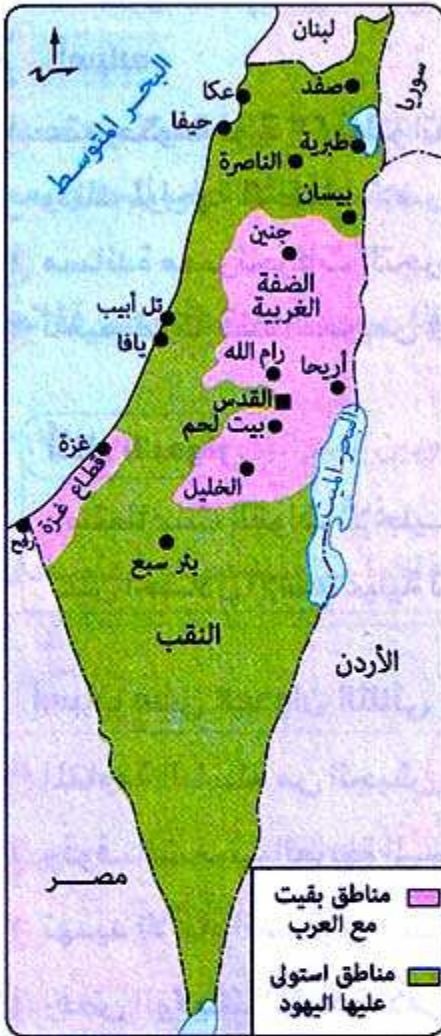 لبنان
سوريا
البحر المتوسط
صفد
عكا
حيفا
طبرية
الناصرة
بيسان
جنين
الضفة
الغربية
تل أبيب
يافا
رام الله
أريحا
القدس
بيت لحم
البحر الميت
غزة
قطاع غزة
الخليل
رفح
بئر سبع
النقب
الأردن
مصـــر
مناطق بقيت
مع العرب
مناطق استولى
عليها اليهود